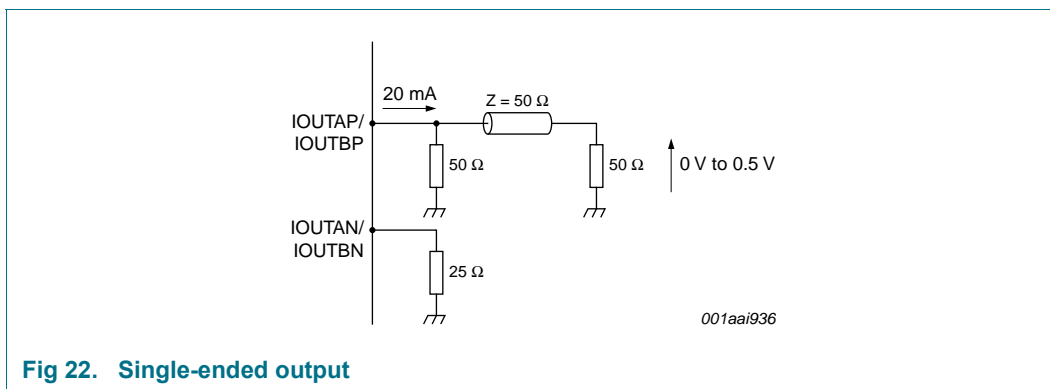 20 mA
Z = 50 Ω
IOUTAP/
IOUTBP
50 Ω
50 Ω
0 V to 0.5 V
IOUTAN/
IOUTBN
25 Ω
001aai936
Fig 22. Single-ended output